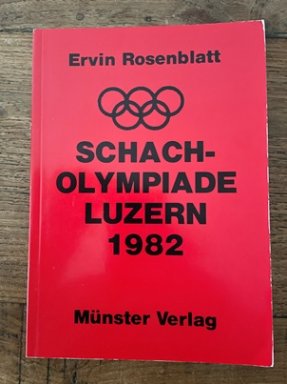 Ervin Rosenblatt
SCHACH-
OLYMPIADE
LUZERN
1982
Münster Verlag